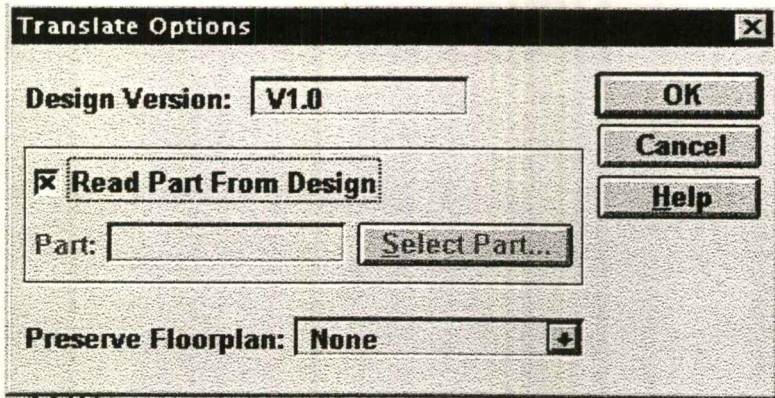 Translate Options
Design Version: V1.0
OK
Cancel
Read Part From Design
Help
Part: Select Part...
Preserve Floorplan: None